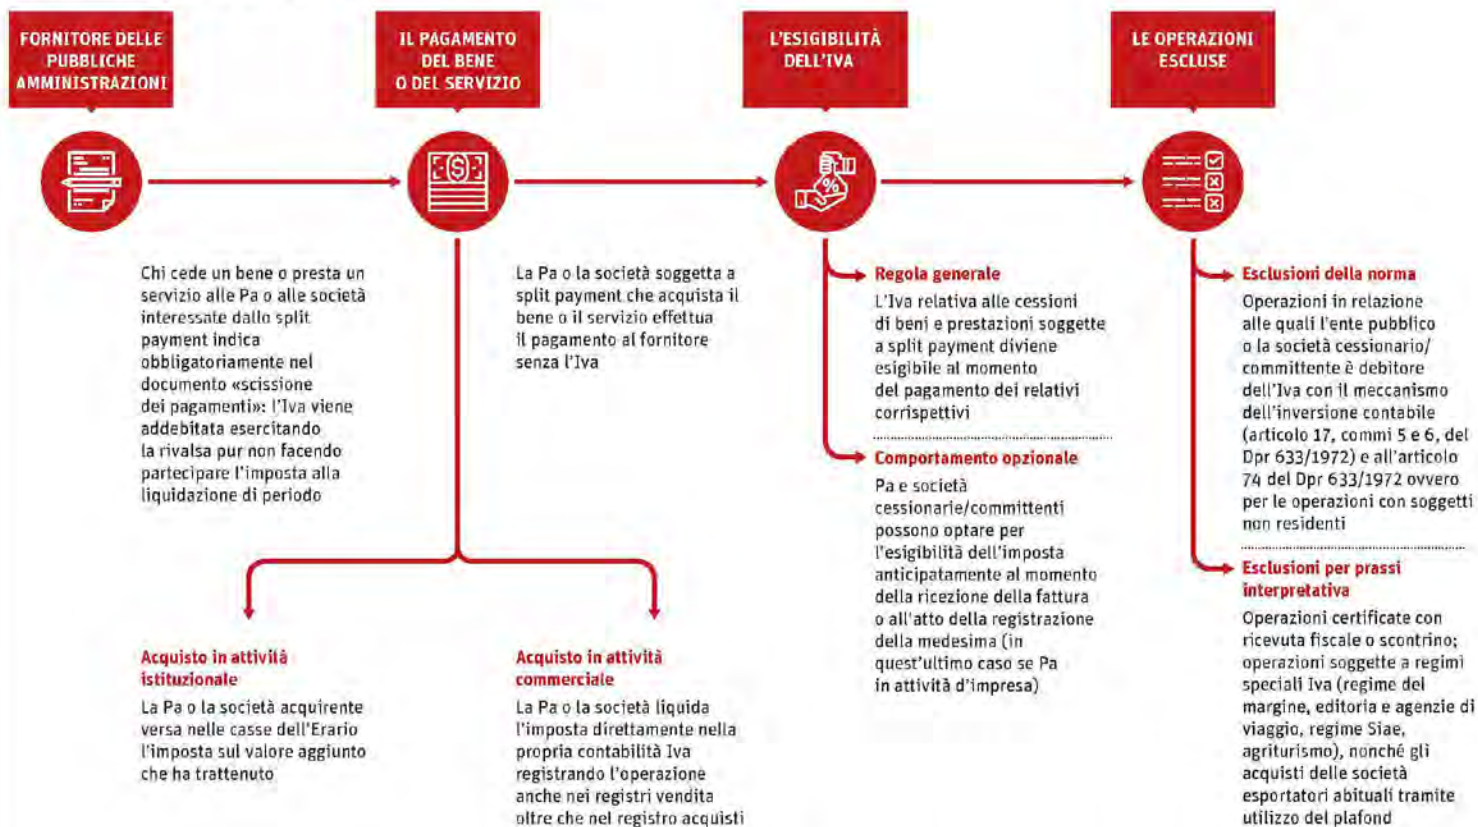 FORNITORE DELLE
PUBBLICHE
AMMINISTRAZIONI
IL PAGAMENTO
DEL BENE
O DEL SERVIZIO
L'ESIGIBILITÀ
DELL'IVA
LE OPERAZIONI
ESCLUSE
Chi cede un bene o presta un
servizio alle Pa o alle società
interessate dallo split
payment indica
obbligatoriamente nel
documento «scissione
dei pagamenti»: l'Iva viene
addebitata esercitando
la rivalsa pur non facendo
partecipare l'imposta alla
liquidazione di periodo
La Pa o la società soggetta a
split payment che acquista il
bene o il servizio effettua
il pagamento al fornitore
senza l'Iva
Acquisto in attività
istituzionale
La Pa o la società acquirente
versa nelle casse dell'Erario
l'imposta sul valore aggiunto
che ha trattenuto
Acquisto in attività
commerciale
La Pa o la società liquida
l'imposta direttamente nella
propria contabilità Iva
registrando l'operazione
anche nei registri vendita
oltre che nel registro acquisti
Regola generale
L'Iva relativa alle cessioni
di beni e prestazioni soggette
a split payment diviene
esigibile al momento
del pagamento dei relativi
corrispettivi
Comportamento opzionale
Pa e società
cessionarie/committenti
possono optare per
l'esigibilità dell'imposta
anticipatamente al momento
della ricezione della fattura
o all'atto della registrazione
della medesima (in
quest'ultimo caso se Pa
in attività d'impresa)
Esclusioni della norma
Operazioni in relazione
alle quali l'ente pubblico
o la società cessionario/
committente è debitore
dell'Iva con il meccanismo
dell'inversione contabile
(articolo 17, commi 5 e 6, del
Dpr 633/1972) e all'articolo
74 del Dpr 633/1972 ovvero
per le operazioni con soggetti
non residenti
Esclusioni per prassi
interpretativa
Operazioni certificate con
ricevuta fiscale o scontrino;
operazioni soggette a regimi
speciali Iva (regime del
margine, editoria e agenzie di
viaggio, regime Siae,
agriturismo), nonché gli
acquisti delle società
esportatori abituali tramite
utilizzo del plafond